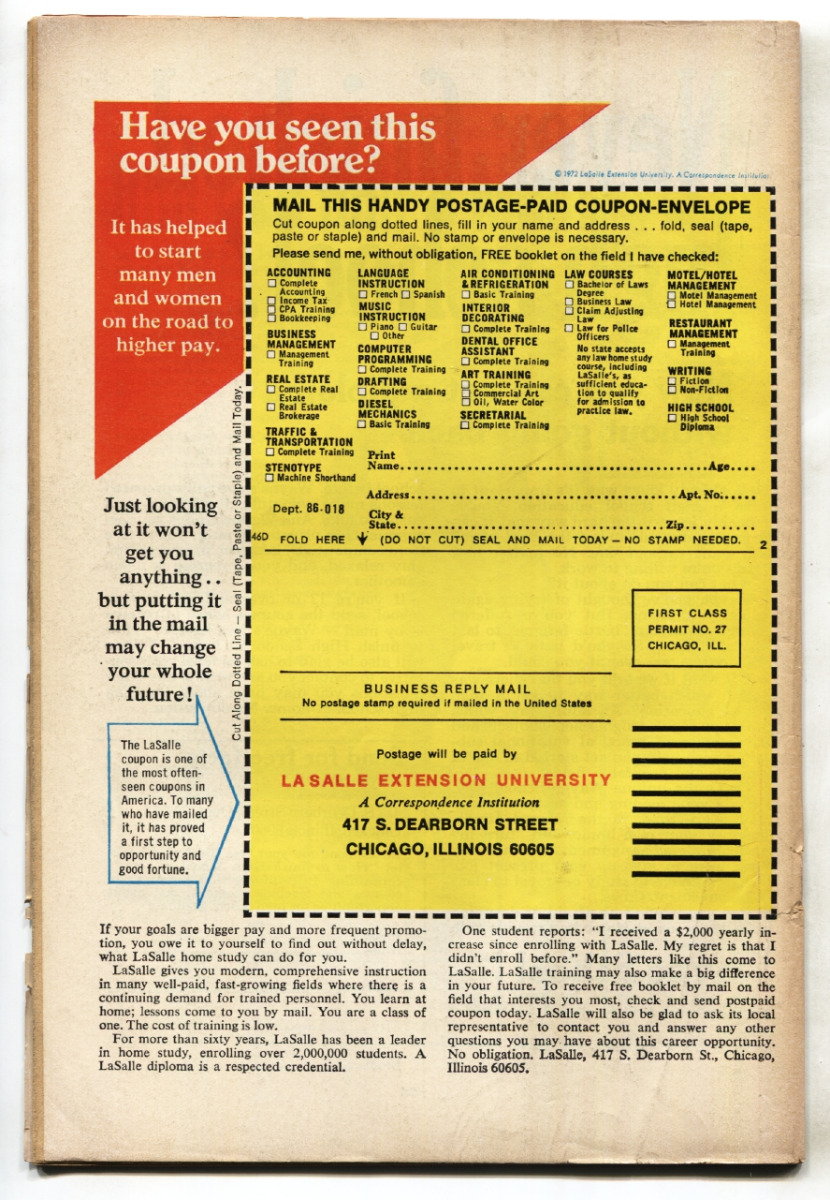 Have you seen this
coupon before?
© 1972 LaSalle Extension University. A Correspondence Institution
It has helped
to start
many men
and women
on the road to
higher pay.
MAIL THIS HANDY POSTAGE-PAID COUPON-ENVELOPE
Cut coupon along dotted lines, fill in your name and address . . . fold, seal (tape,
paste or staple) and mail. No stamp or envelope is necessary.
Please send me, without obligation, FREE booklet on the field I have checked:
ACCOUNTING
☐ Complete
Accounting
☐ Income Tax
☐ CPA Training
☐ Bookkeeping
BUSINESS
MANAGEMENT
☐ Management
Training
REAL ESTATE
☐ Complete Real
Estate
☐ Real Estate
Brokerage
TRAFFIC &
TRANSPORTATION
☐ Complete Training
STENOTYPE
☐ Machine Shorthand
LANGUAGE
INSTRUCTION
☐ French ☐ Spanish
MUSIC
INSTRUCTION
☐ Piano ☐ Guitar
☐ Other
COMPUTER
PROGRAMMING
☐ Complete Training
DRAFTING
☐ Complete Training
DIESEL
MECHANICS
☐ Basic Training
AIR CONDITIONING
& REFRIGERATION
☐ Basic Training
INTERIOR
DECORATING
☐ Complete Training
DENTAL OFFICE
ASSISTANT
☐ Complete Training
ART TRAINING
☐ Complete Training
☐ Commercial Art
☐ Oil, Water Color
SECRETARIAL
☐ Complete Training
LAW COURSES
☐ Bachelor of Laws
Degree
☐ Business Law
☐ Claim Adjusting
Law
☐ Law for Police
Officers
No state accepts
any law home study
course, including
LaSalle's, as
sufficient educa-
tion to qualify
for admission to
practice law.
MOTEL/HOTEL
MANAGEMENT
☐ Motel Management
☐ Hotel Management
RESTAURANT
MANAGEMENT
☐ Management
Training
WRITING
☐ Fiction
☐ Non-Fiction
HIGH SCHOOL
☐ High School
Diploma
Print
Name.....Age....
Address.....Apt. No......
Dept. 86-018
City &
State.....Zip..........
46D FOLD HERE ↓ (DO NOT CUT) SEAL AND MAIL TODAY — NO STAMP NEEDED. 2
Cut Along Dotted Line — Seal (Tape, Paste or Staple) and Mail Today.
Just looking
at it won't
get you
anything . .
but putting it
in the mail
may change
your whole
future!
The LaSalle
coupon is one of
the most often-
seen coupons in
America. To many
who have mailed
it, it has proved
a first step to
opportunity and
good fortune.
FIRST CLASS
PERMIT NO. 27
CHICAGO, ILL.
BUSINESS REPLY MAIL
No postage stamp required if mailed in the United States
Postage will be paid by
LA SALLE EXTENSION UNIVERSITY
A Correspondence Institution
417 S. DEARBORN STREET
CHICAGO, ILLINOIS 60605
If your goals are bigger pay and more frequent promo-
tion, you owe it to yourself to find out without delay,
what LaSalle home study can do for you.
LaSalle gives you modern, comprehensive instruction
in many well-paid, fast-growing fields where there is a
continuing demand for trained personnel. You learn at
home; lessons come to you by mail. You are a class of
one. The cost of training is low.
For more than sixty years, LaSalle has been a leader
in home study, enrolling over 2,000,000 students. A
LaSalle diploma is a respected credential.
One student reports: "I received a $2,000 yearly in-
crease since enrolling with LaSalle. My regret is that I
didn't enroll before." Many letters like this come to
LaSalle. LaSalle training may also make a big difference
in your future. To receive free booklet by mail on the
field that interests you most, check and send postpaid
coupon today. LaSalle will also be glad to ask its local
representative to contact you and answer any other
questions you may have about this career opportunity.
No obligation. LaSalle, 417 S. Dearborn St., Chicago,
Illinois 60605.